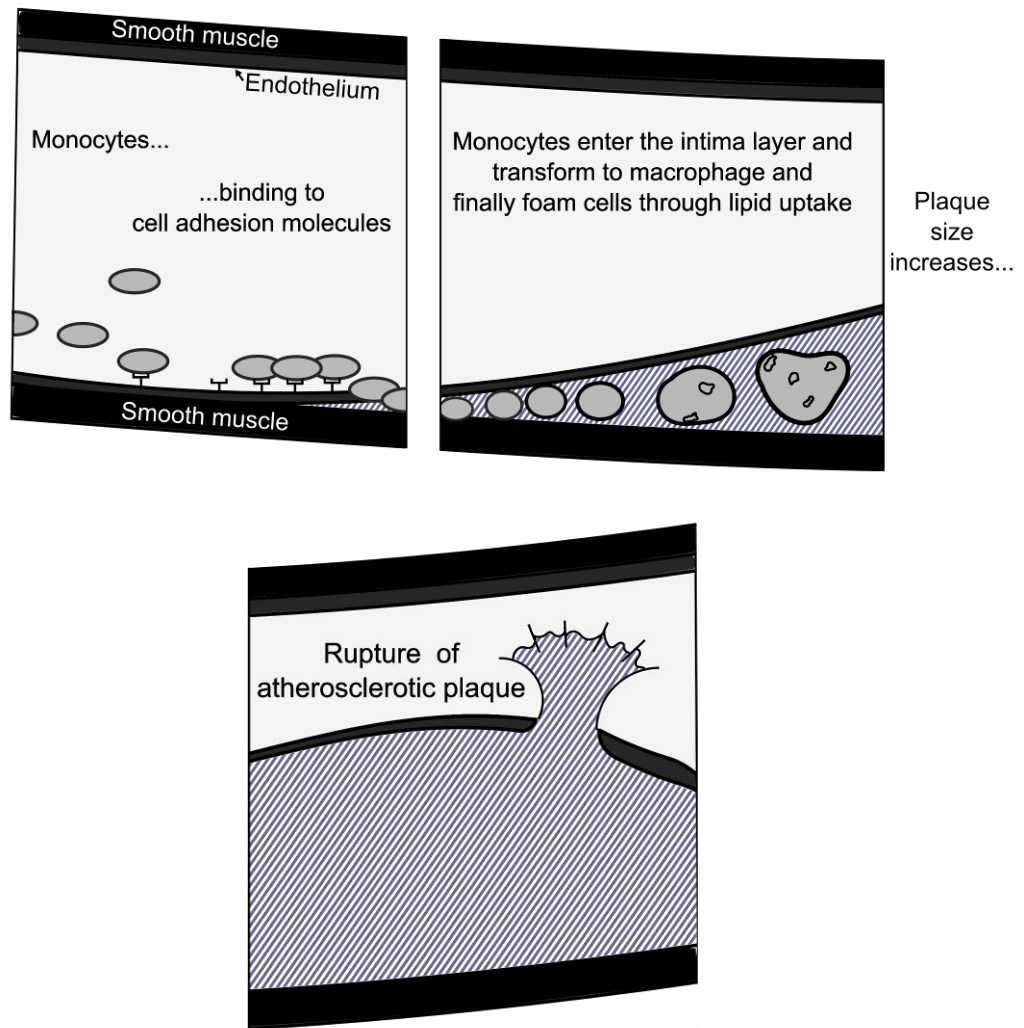 Smooth muscle
Endothelium
Monocytes...
...binding to
cell adhesion molecules
Smooth muscle
Monocytes enter the intima layer and
transform to macrophage and
finally foam cells through lipid uptake
Plaque
size
increases...
Rupture of
atherosclerotic plaque